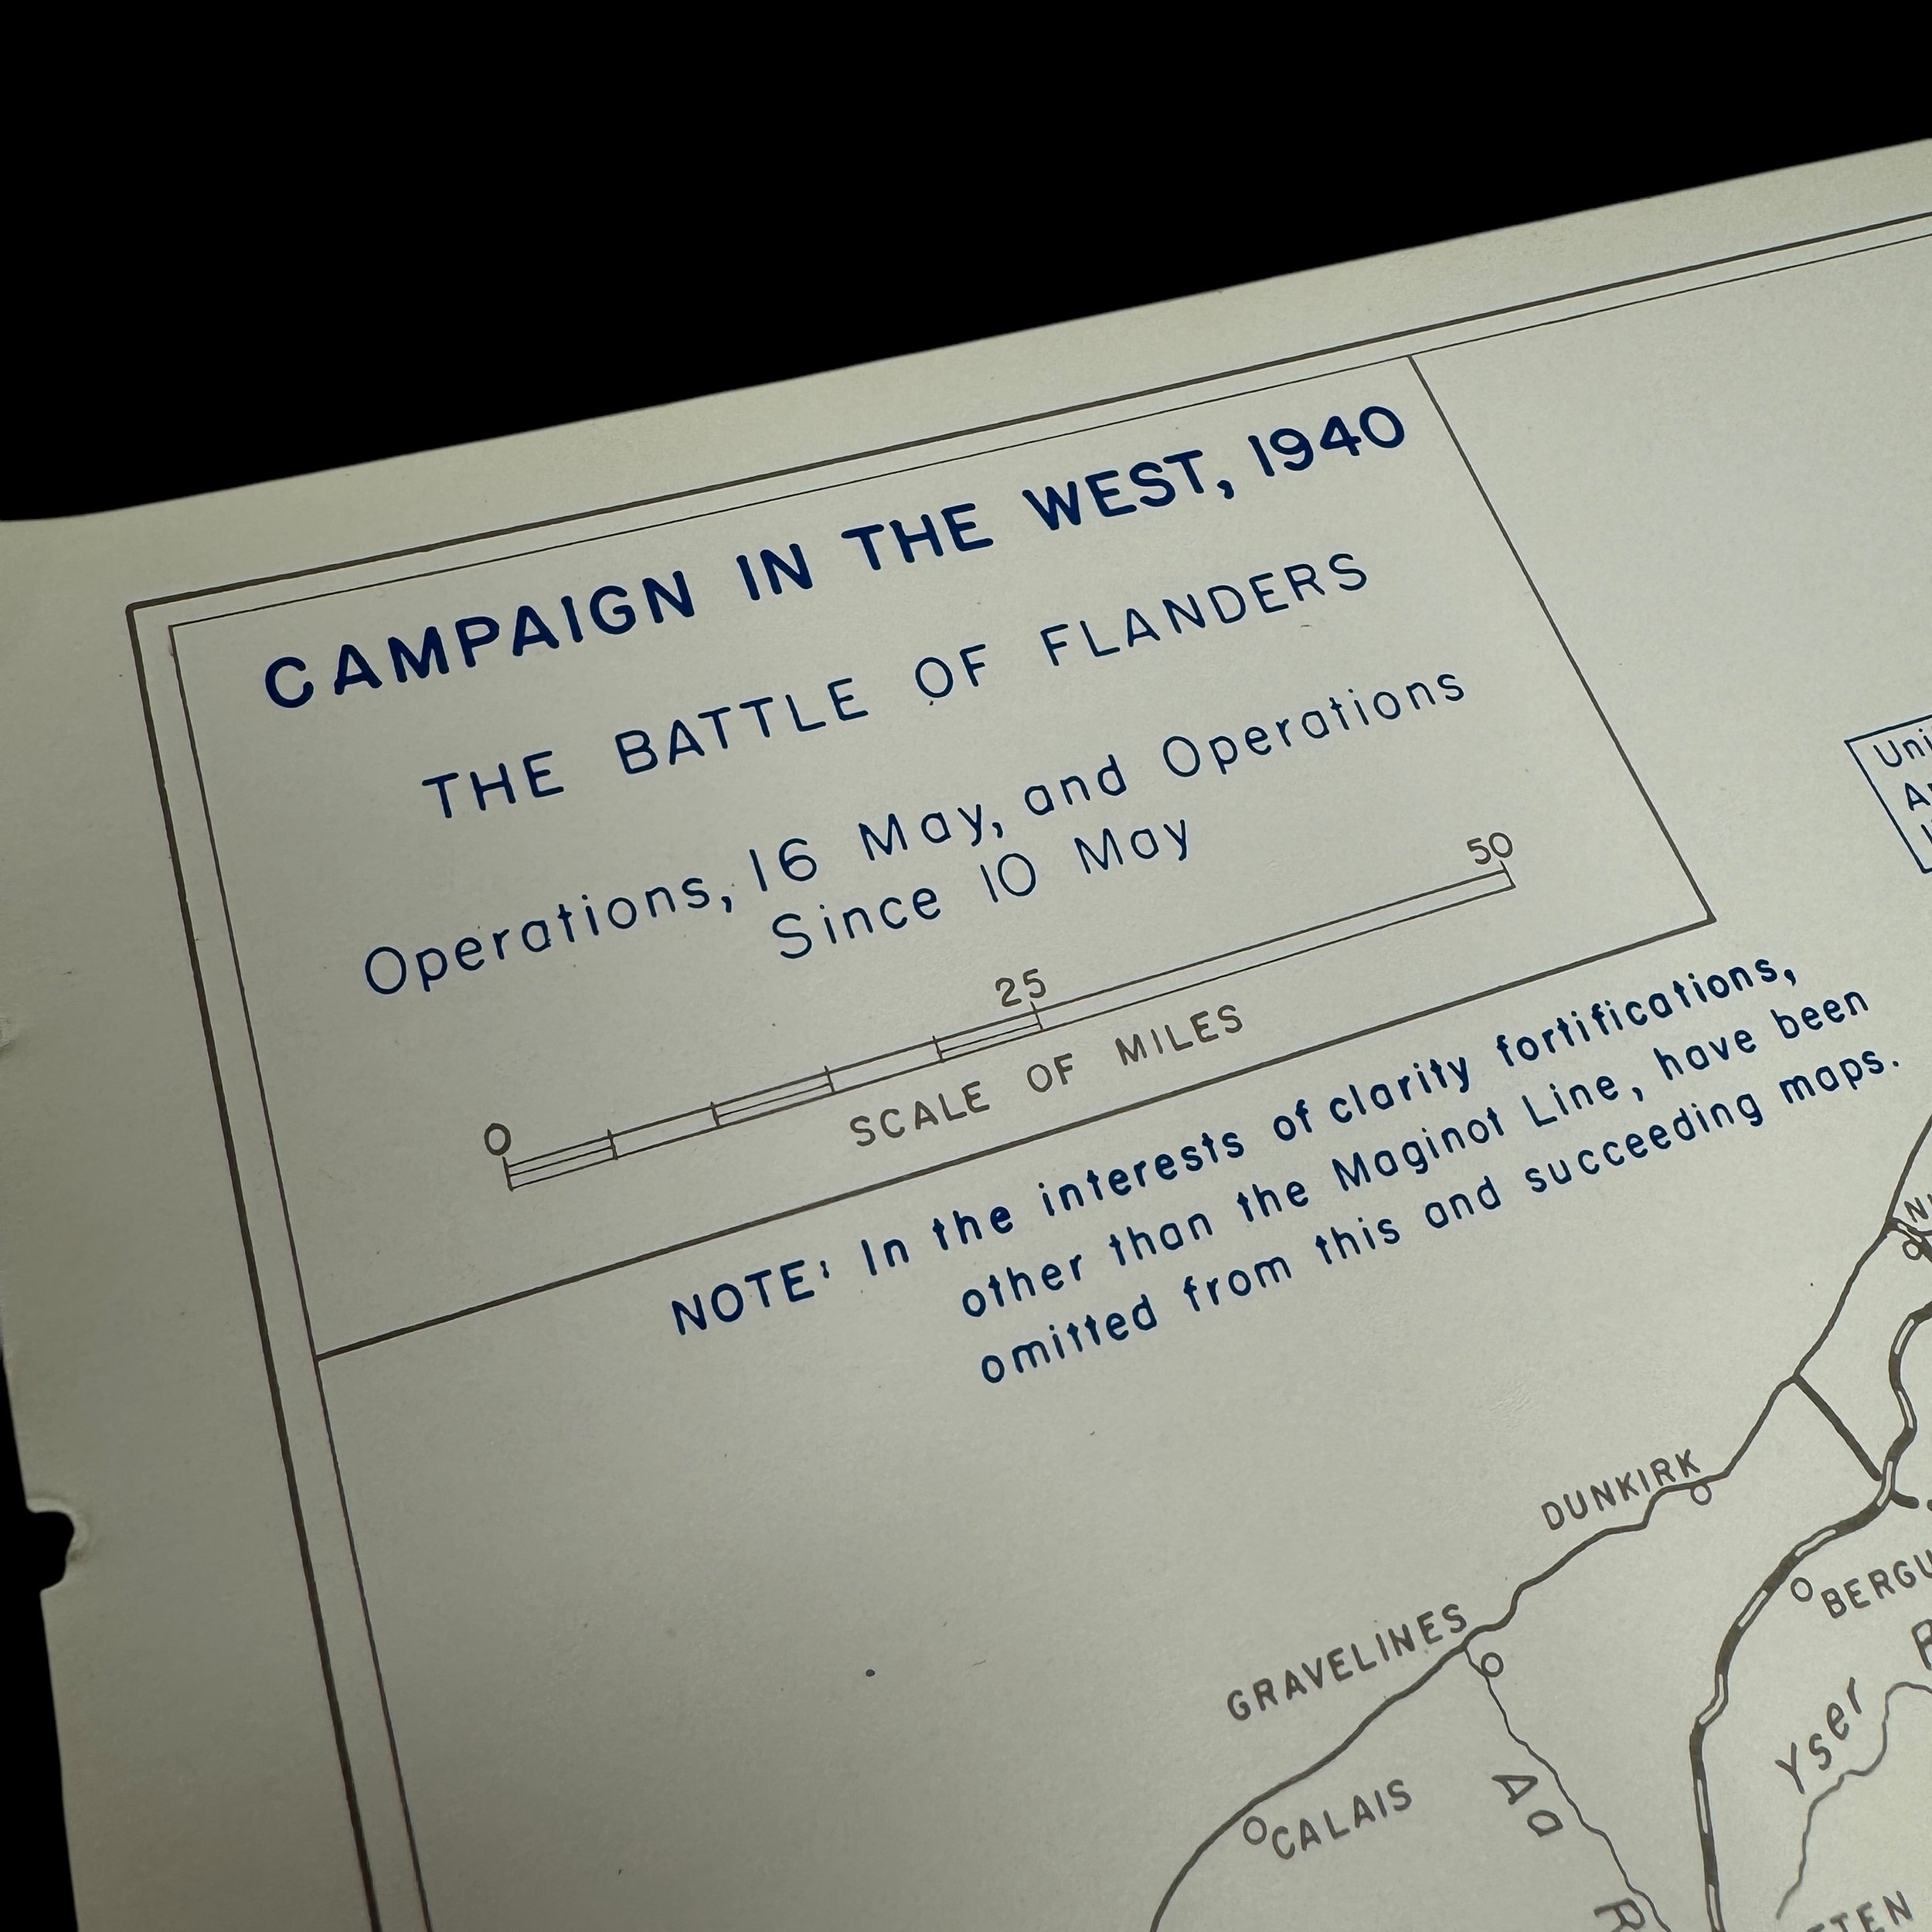 CAMPAIGN IN THE WEST, 1940
THE BATTLE OF FLANDERS
Operations, 16 May, and Operations
Since 10 May
0 25 50
SCALE OF MILES
NOTE: In the interests of clarity fortifications,
other than the Maginot Line, have been
omitted from this and succeeding maps.
DUNKIRK
GRAVELINES
CALAIS
Aa R
Yser